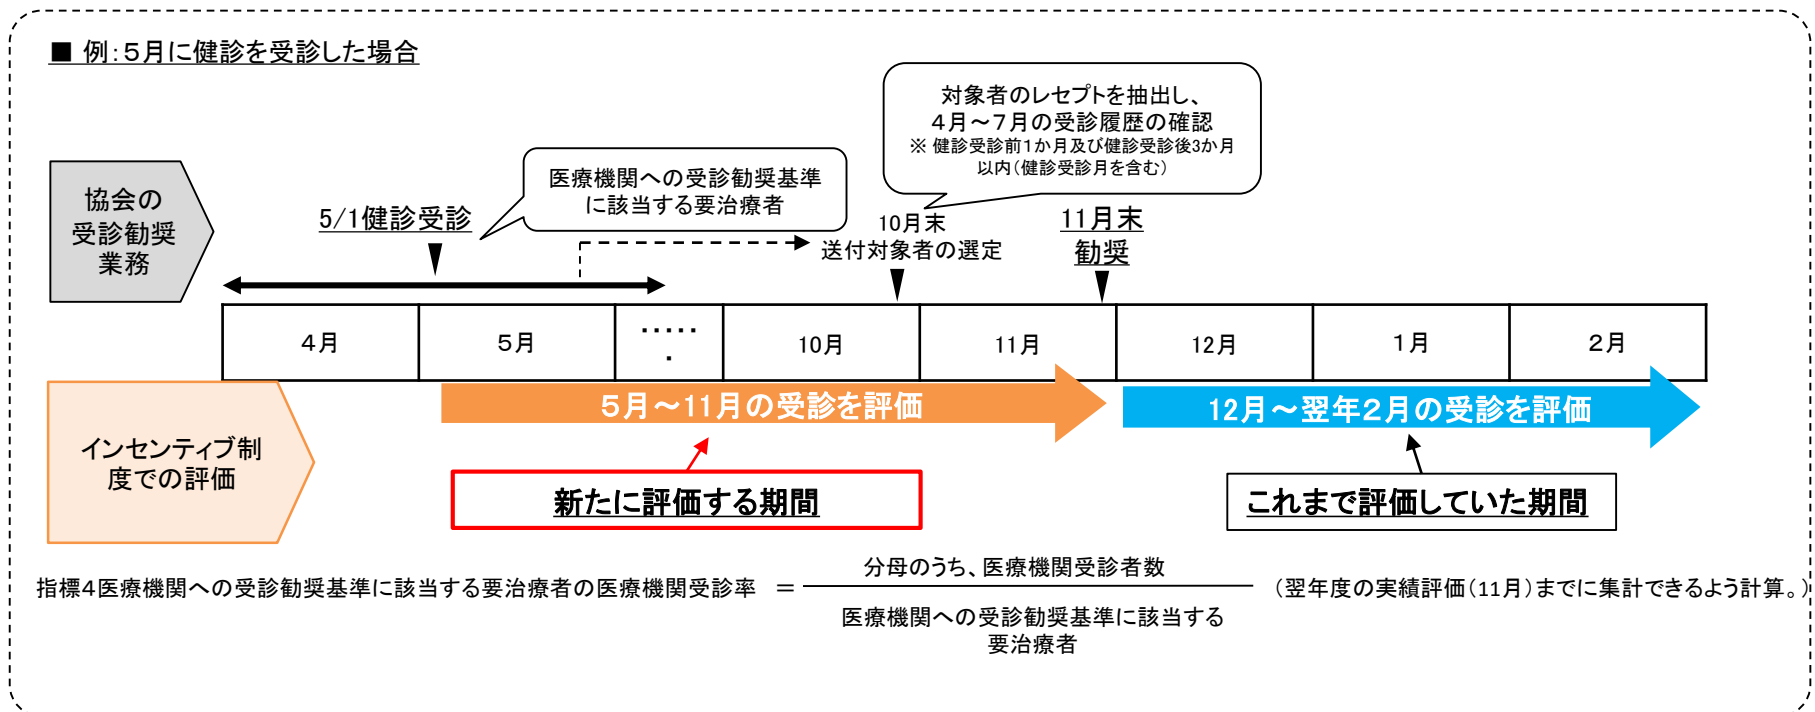 ■ 例：５月に健診を受診した場合
対象者のレセプトを抽出し、
４月～７月の受診履歴の確認
※ 健診受診前１か月及び健診受診後3か月
以内（健診受診月を含む）
医療機関への受診勧奨基準
に該当する要治療者
協会の
受診勧奨
業務
5/1健診受診
10月末
送付対象者の選定
11月末
勧奨
４月
５月
・・・・・
・
10月
11月
12月
１月
２月
５月～11月の受診を評価
12月～翌年２月の受診を評価
インセンティブ制
度での評価
新たに評価する期間
これまで評価していた期間
指標4医療機関への受診勧奨基準に該当する要治療者の医療機関受診率 ＝
分母のうち、医療機関受診者数
医療機関への受診勧奨基準に該当する
要治療者
（翌年度の実績評価（11月）までに集計できるよう計算。）